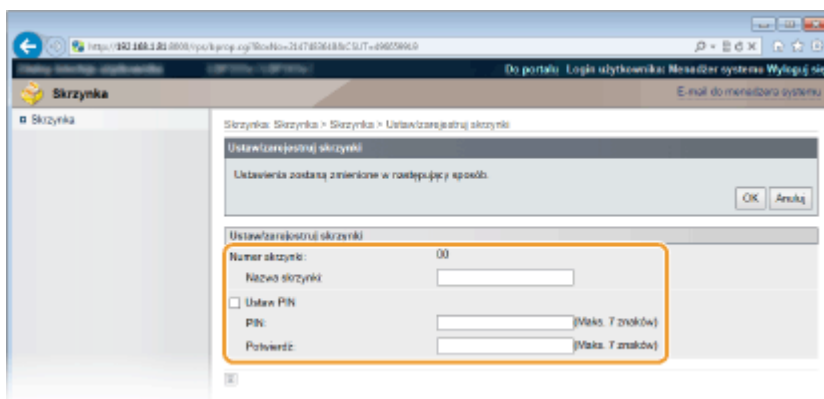 Do portalu Login użytkownika: Menedżer systemu Wyloguj się
Skrzynka
E-mail do menedżera systemu
Skrzynka
Skrzynka: Skrzynka > Skrzynka > Ustaw/zarejestruj skrzynki
Ustaw/zarejestruj skrzynki
Ustawienia zostaną zmienione w następujący sposób.
OK Anuluj
Ustaw/zarejestruj skrzynki
Numer skrzynki: 00
Nazwa skrzynki:
Ustaw PIN
PIN: (Maks. 7 znaków)
Potwierdź: (Maks. 7 znaków)